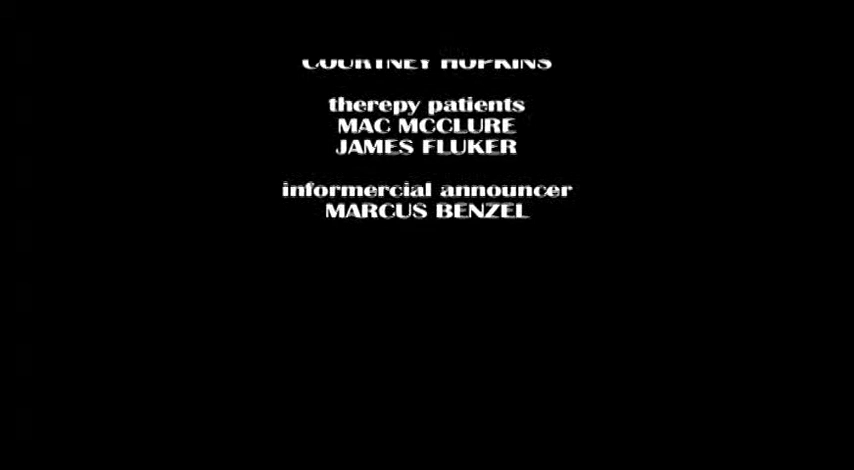 COURTNEY HOPKINS
therepy patients
MAC MCCLURE
JAMES FLUKER
informercial announcer
MARCUS BENZEL